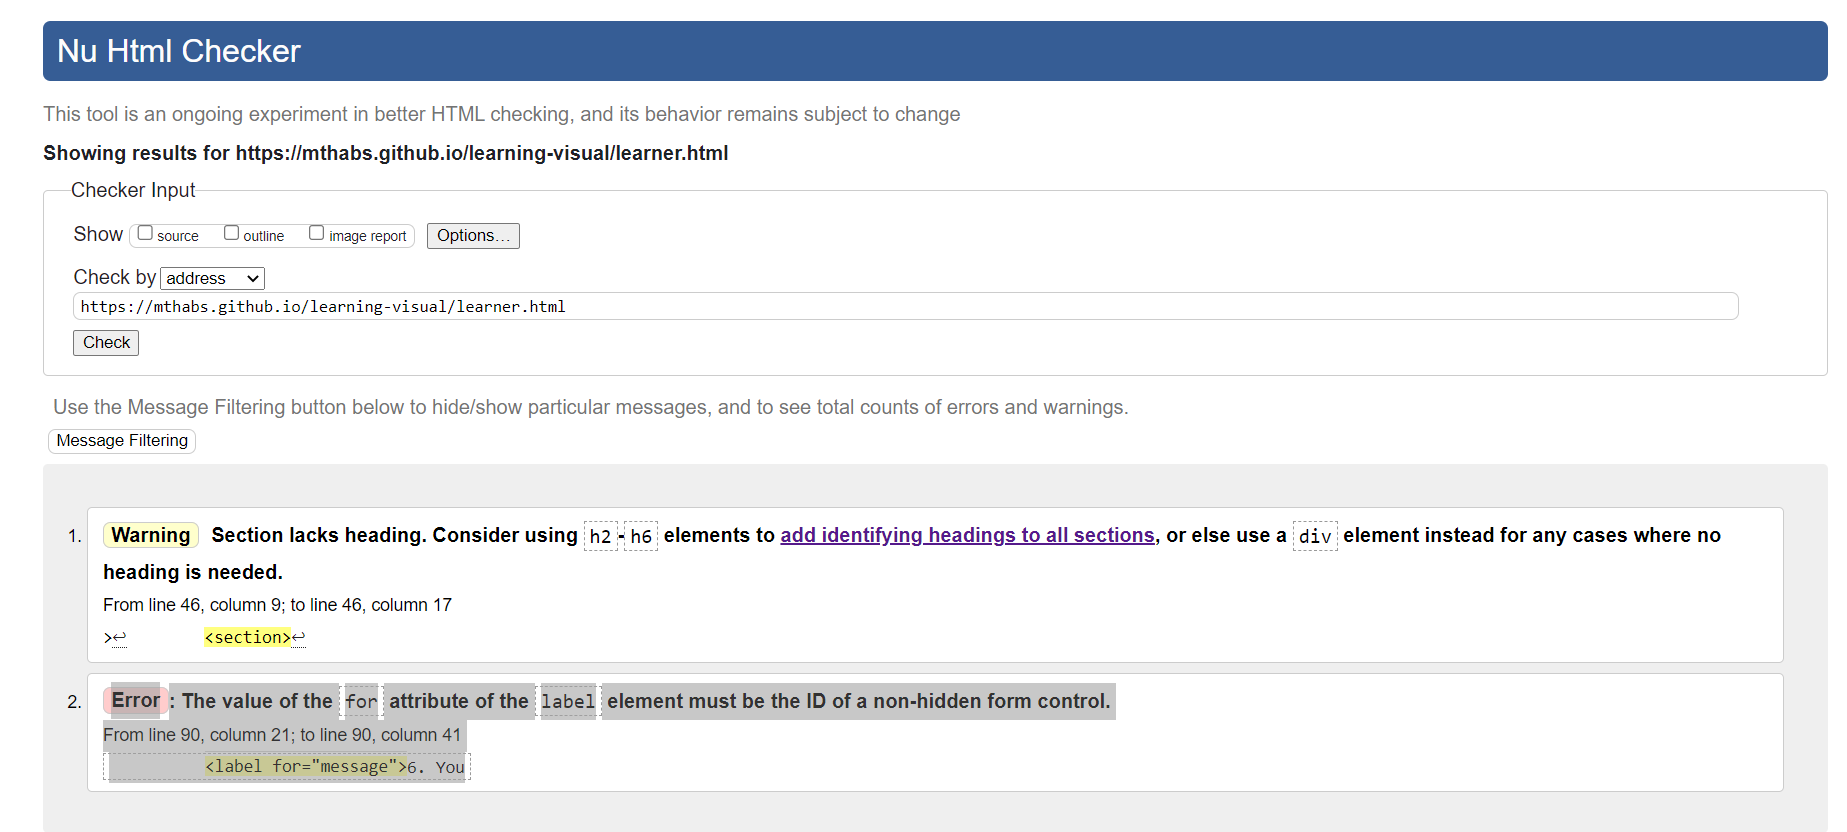 Nu Html Checker
This tool is an ongoing experiment in better HTML checking, and its behavior remains subject to change
Showing results for https://mthabs.github.io/learning-visual/learner.html
Checker Input
Show source outline image report Options...
Check by address
https://mthabs.github.io/learning-visual/learner.html
Check
Use the Message Filtering button below to hide/show particular messages, and to see total counts of errors and warnings.
Message Filtering
1. Warning Section lacks heading. Consider using h2-h6 elements to add identifying headings to all sections, or else use a div element instead for any cases where no
heading is needed.
From line 46, column 9; to line 46, column 17
>↩ <section>↩
2. Error: The value of the for attribute of the label element must be the ID of a non-hidden form control.
From line 90, column 21; to line 90, column 41
<label for="message">6. You